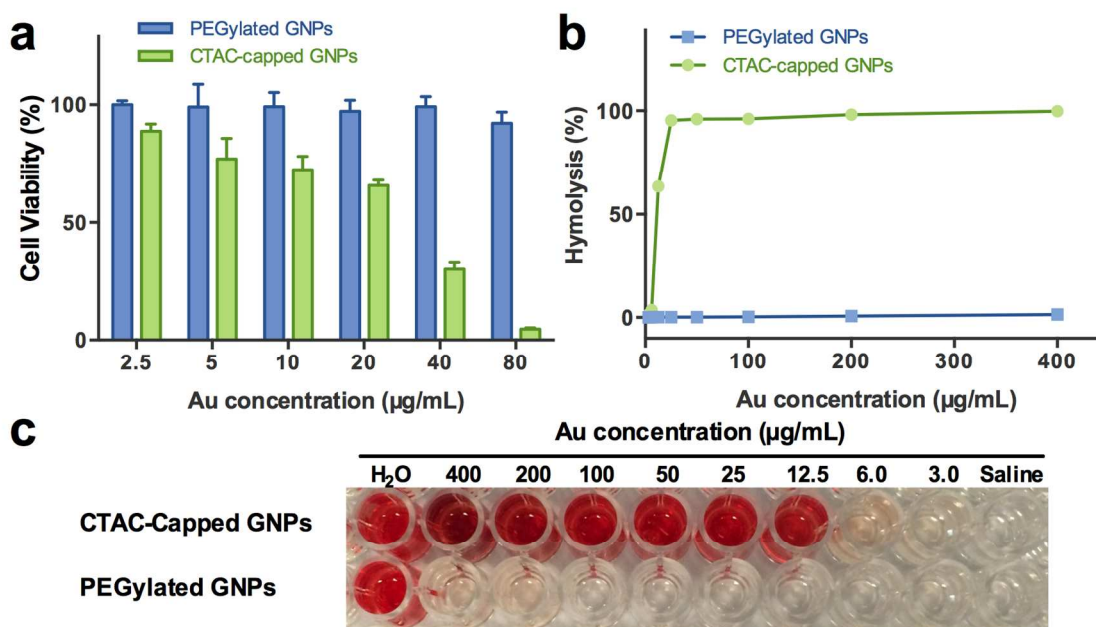 a
PEGylated GNPs
CTAC-capped GNPs
Cell Viability (%)
100
50
0
2.5 5 10 20 40 80
Au concentration (µg/mL)
b
PEGylated GNPs
CTAC-capped GNPs
Hymolysis (%)
100
50
0
0 100 200 300 400
Au concentration (µg/mL)
c
Au concentration (µg/mL)
H₂O 400 200 100 50 25 12.5 6.0 3.0 Saline
CTAC-Capped GNPs
PEGylated GNPs